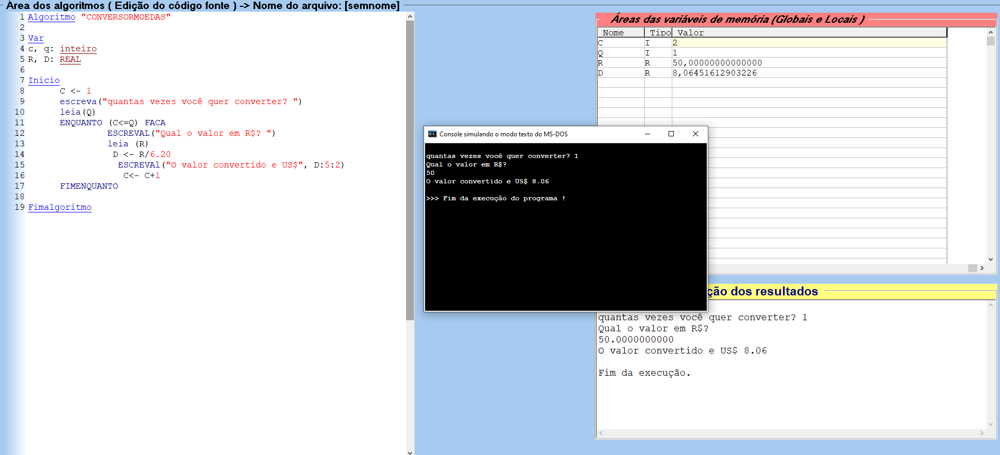 Área dos algoritmos ( Edição do código fonte ) -> Nome do arquivo: [semnome]
1 Algoritmo "CONVERSORMOEDAS"
2
3 Var
4 c, q: inteiro
5 R, D: REAL
6
7 Inicio
8 C <- 1
9 escreva("quantas vezes você quer converter? ")
10 leia(Q)
11 ENQUANTO (C<=Q) FACA
12 ESCREVAL("Qual o valor em R$? ")
13 leia (R)
14 D <- R/6.20
15 ESCREVAl("O valor convertido e US$", D:5:2)
16 C<- C+1
17 FIMENQUANTO
18
19 Fimalgoritmo
Áreas das variáveis de memória (Globais e Locais )
Nome Tipo Valor
C I 2
Q I 1
R R 50,00000000000000
D R 8,06451612903226
Console simulando o modo texto do MS-DOS
quantas vezes você quer converter? 1
Qual o valor em R$?
50
O valor convertido e US$ 8.06
>>> Fim da execução do programa !
ção dos resultados
quantas vezes você quer converter? 1
Qual o valor em R$?
50.0000000000
O valor convertido e US$ 8.06
Fim da execução.